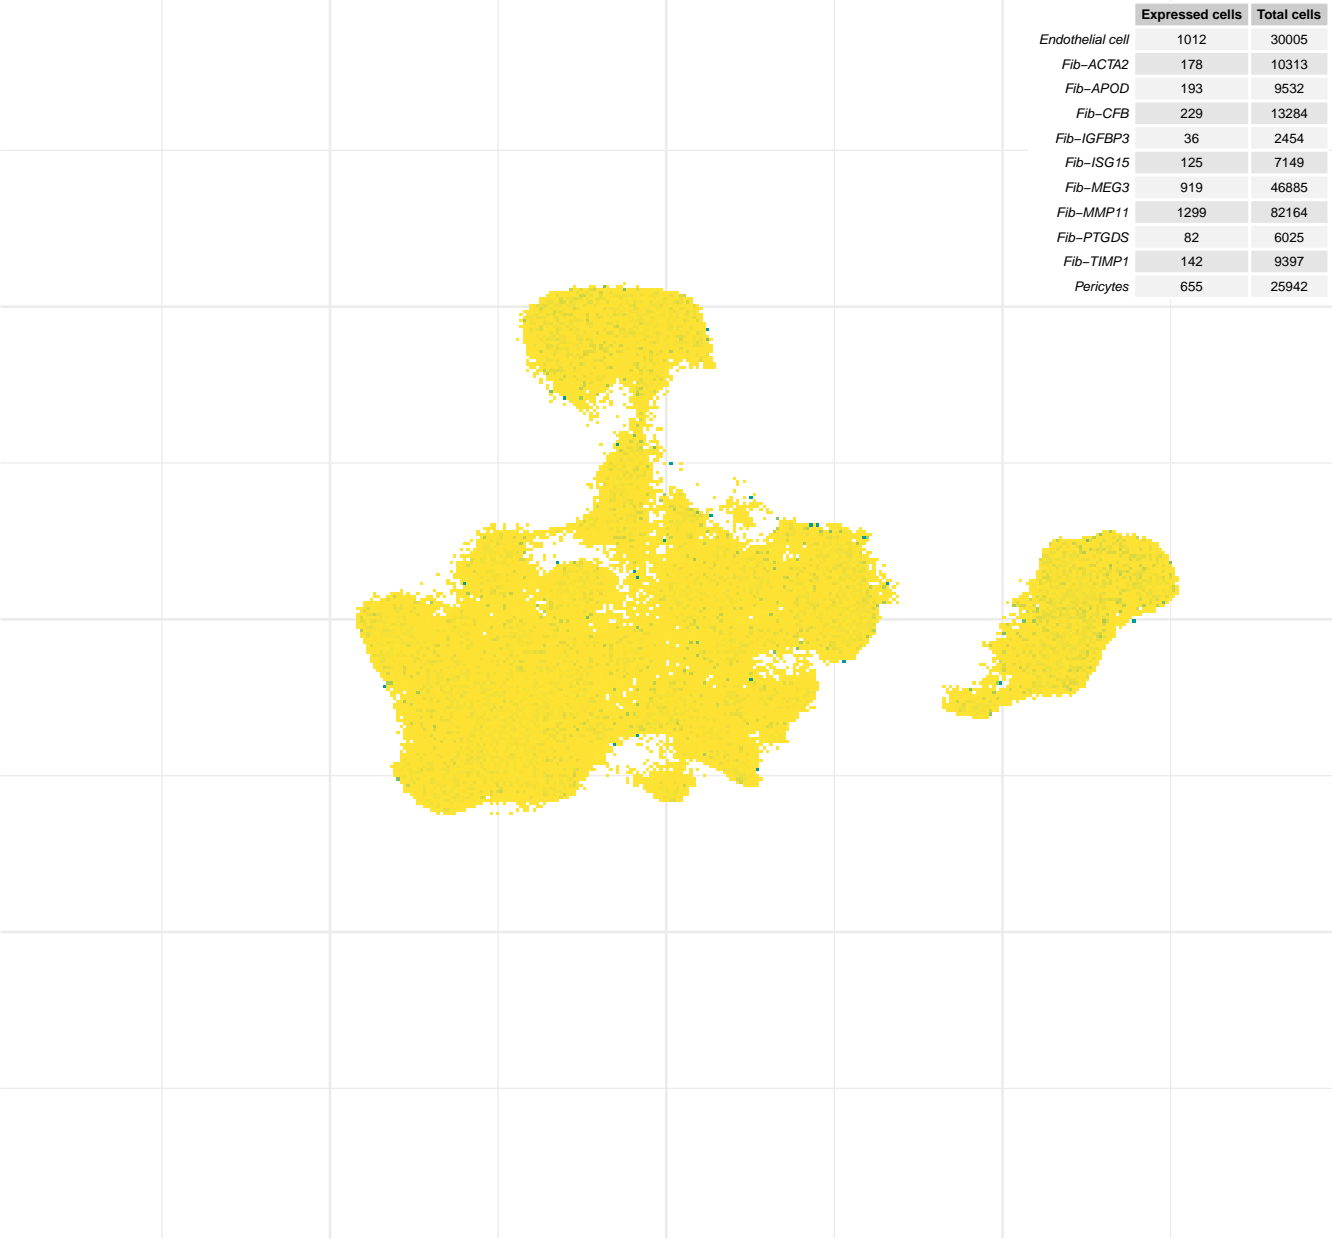 Expressed cells Total cells
Endothelial cell 1012 30005
Fib−ACTA2 178 10313
Fib−APOD 193 9532
Fib−CFB 229 13284
Fib−IGFBP3 36 2454
Fib−ISG15 125 7149
Fib−MEG3 919 46885
Fib−MMP11 1299 82164
Fib−PTGDS 82 6025
Fib−TIMP1 142 9397
Pericytes 655 25942